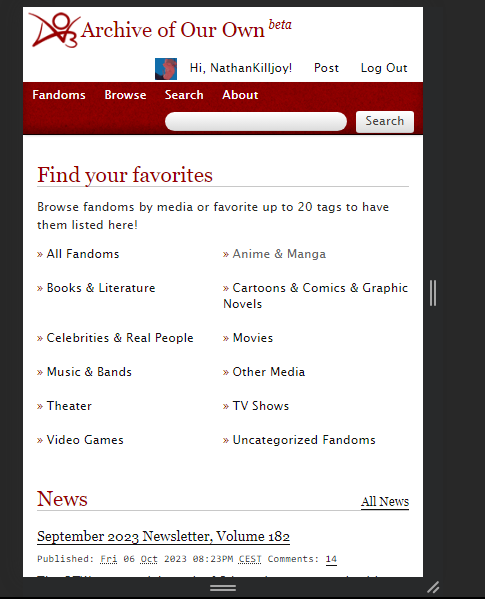 Archive of Our Own beta
Hi, NathanKilljoy! Post Log Out
Fandoms Browse Search About
Search
Find your favorites
Browse fandoms by media or favorite up to 20 tags to have
them listed here!
» All Fandoms
» Anime & Manga
» Books & Literature
» Cartoons & Comics & Graphic
Novels
» Celebrities & Real People
» Movies
» Music & Bands
» Other Media
» Theater
» TV Shows
» Video Games
» Uncategorized Fandoms
News
All News
September 2023 Newsletter, Volume 182
Published: Fri 06 Oct 2023 08:23PM CEST Comments: 14